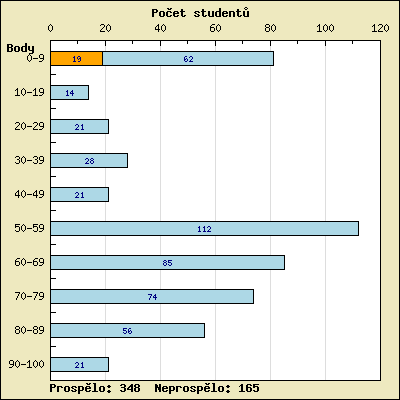 Počet studentů
0 20 40 60 80 100 120
Body
0-9 19 62
10-19 14
20-29 21
30-39 28
40-49 21
50-59 112
60-69 85
70-79 74
80-89 56
90-100 21
Prospělo: 348 Neprospělo: 165